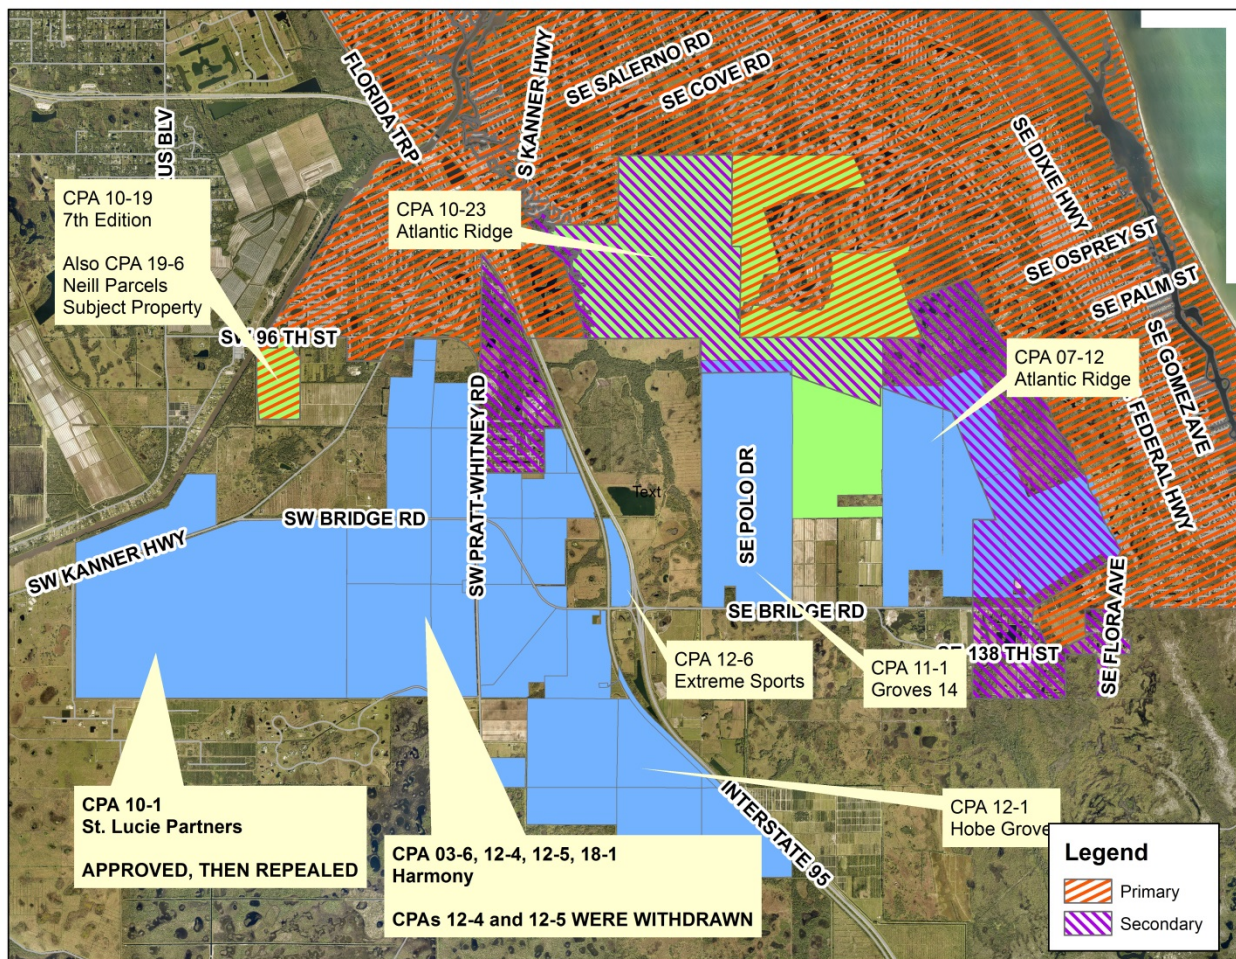 FLORIDA TRP
S KANNER HWY
SE SALERNO RD
SE COVE RD
SE DIXIE HWY
US BLV
CPA 10-19
7th Edition
Also CPA 19-6
Neill Parcels
Subject Property
CPA 10-23
Atlantic Ridge
SE OSPREY ST
SE PALM ST
SE GOMEZ AVE
FEDERAL HWY
SW 96 TH ST
CPA 07-12
Atlantic Ridge
SW PRATT-WHITNEY RD
SE POLO DR
Text
SW BRIDGE RD
SW KANNER HWY
SE BRIDGE RD
SE FLORA AVE
138 TH ST
CPA 12-6
Extreme Sports
CPA 11-1
Groves 14
CPA 10-1
St. Lucie Partners
APPROVED, THEN REPEALED
CPA 03-6, 12-4, 12-5, 18-1
Harmony
CPAs 12-4 and 12-5 WERE WITHDRAWN
INTERSTATE 95
CPA 12-1
Hobe Grove
Legend
Primary
Secondary